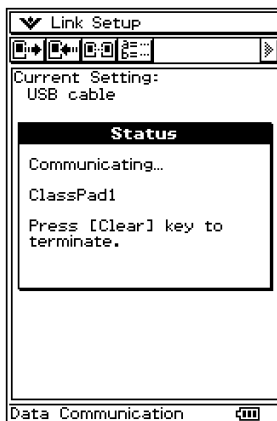 Link Setup
Current Setting:
USB cable
Status
Communicating…
ClassPad1
Press [Clear] key to
terminate.
Data Communication